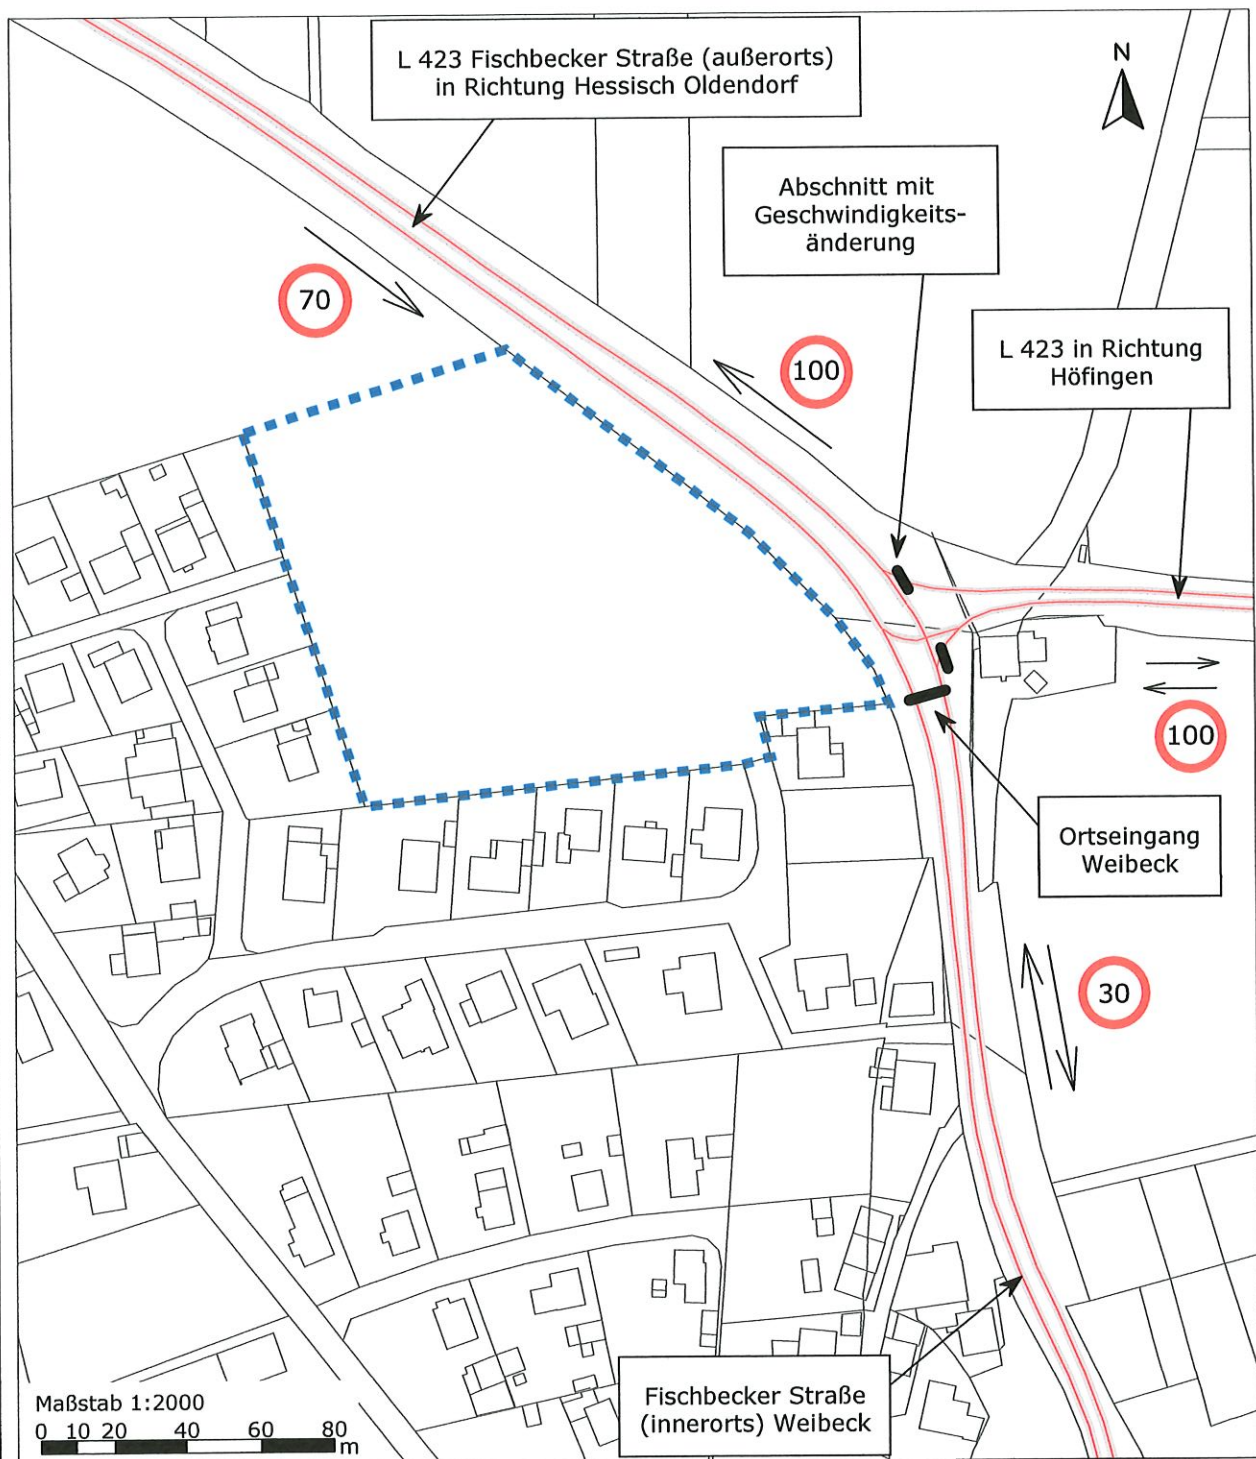 L 423 Fischbecker Straße (außerorts)
in Richtung Hessisch Oldendorf
N
Abschnitt mit
Geschwindigkeits-
änderung
70
100
L 423 in Richtung
Höfingen
100
Ortseingang
Weibeck
30
Fischbecker Straße
(innerorts) Weibeck
Maßstab 1:2000
0 10 20 40 60 80
m